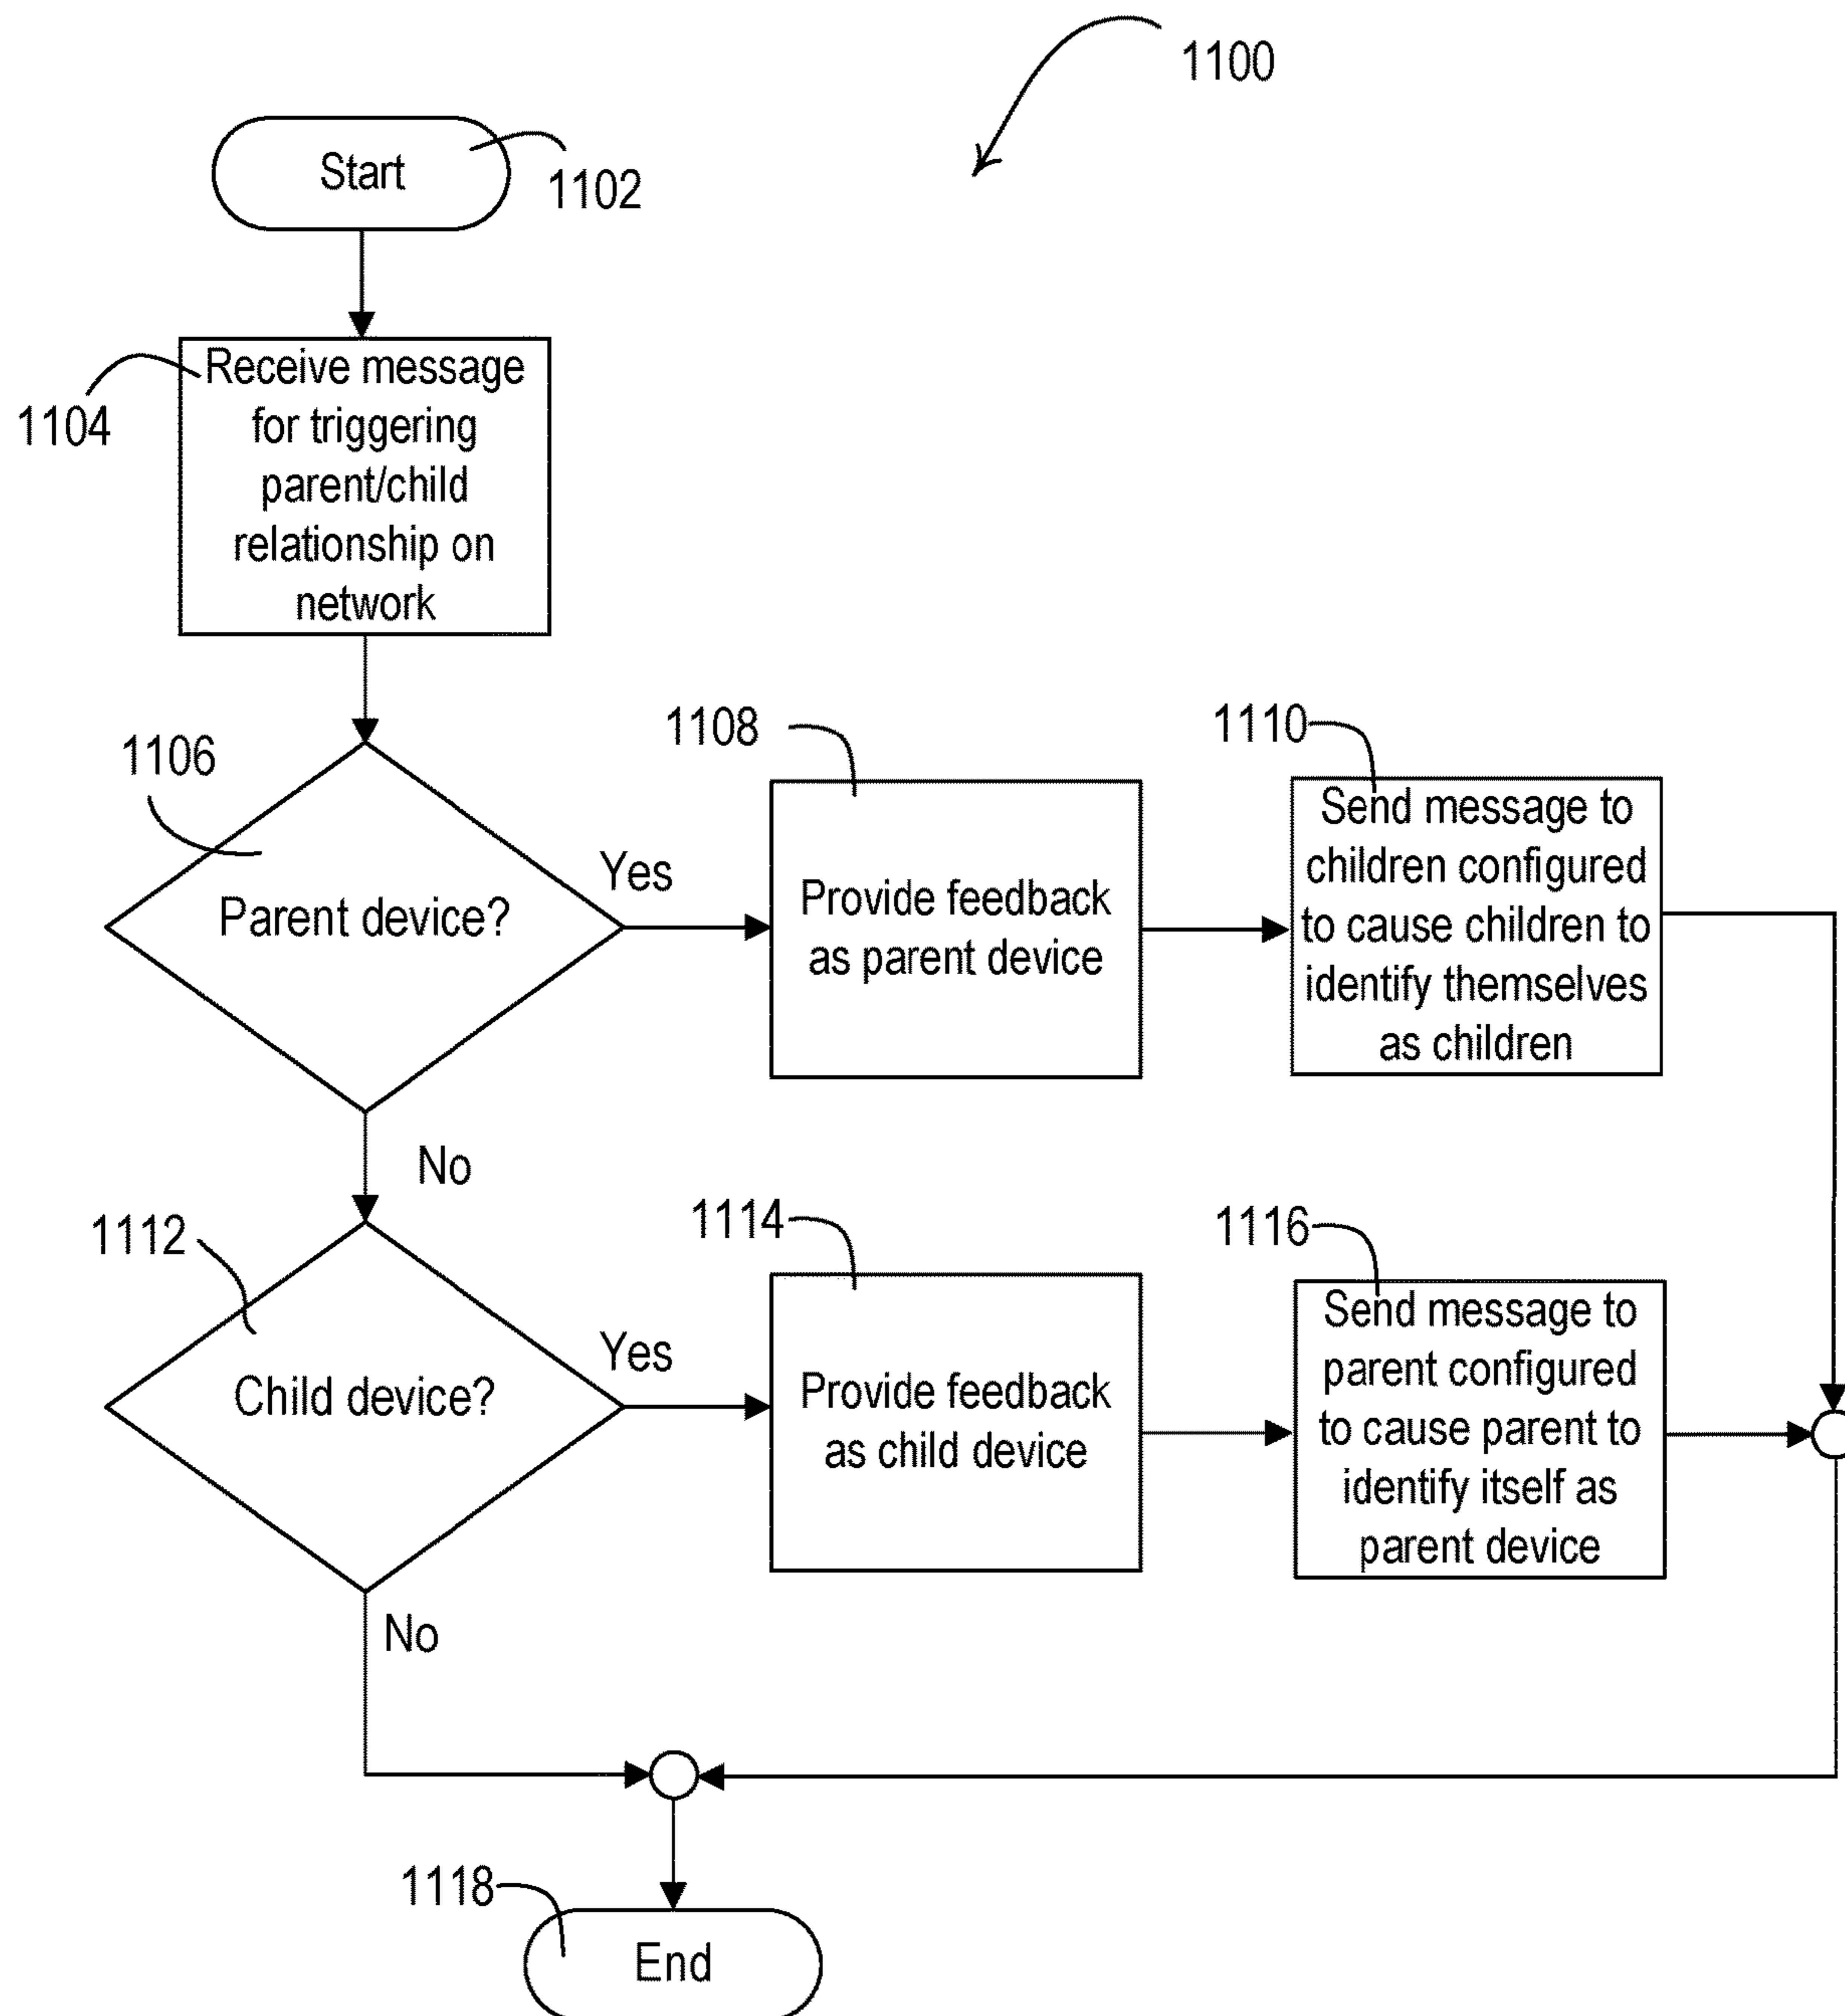 1100
Start
1102
Receive message
for triggering
parent/child
relationship on
network
1104
1106
Parent device?
Yes
1108
Provide feedback
as parent device
1110
Send message to
children configured
to cause children to
identify themselves
as children
No
1112
Child device?
Yes
1114
Provide feedback
as child device
1116
Send message to
parent configured
to cause parent to
identify itself as
parent device
No
1118
End